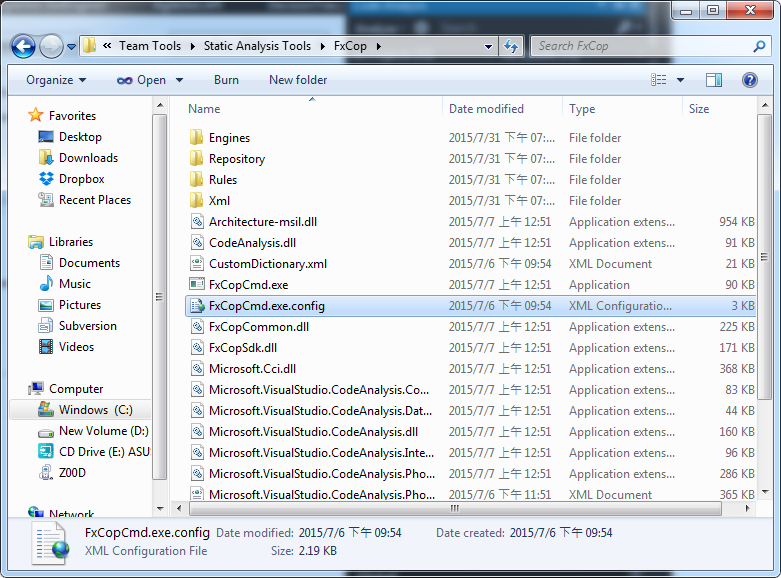 « Team Tools ▸ Static Analysis Tools ▸ FxCop ▸
Search FxCop
Organize Open Burn New folder
Name Date modified Type Size
Favorites
Desktop
Downloads
Dropbox
Recent Places
Libraries
Documents
Music
Pictures
Subversion
Videos
Computer
Windows (C:)
New Volume (D:)
CD Drive (E:) ASU
Z00D
Network
Engines 2015/7/31 下午 07:... File folder
Repository 2015/7/31 下午 07:... File folder
Rules 2015/7/31 下午 07:... File folder
Xml 2015/7/31 下午 07:... File folder
Architecture-msil.dll 2015/7/7 上午 12:51 Application extens... 954 KB
CodeAnalysis.dll 2015/7/7 上午 12:51 Application extens... 91 KB
CustomDictionary.xml 2015/7/6 下午 09:54 XML Document 21 KB
FxCopCmd.exe 2015/7/7 上午 12:51 Application 90 KB
FxCopCmd.exe.config 2015/7/6 下午 09:54 XML Configuratio... 3 KB
FxCopCommon.dll 2015/7/7 上午 12:51 Application extens... 225 KB
FxCopSdk.dll 2015/7/7 上午 12:51 Application extens... 171 KB
Microsoft.Cci.dll 2015/7/7 上午 12:51 Application extens... 368 KB
Microsoft.VisualStudio.CodeAnalysis.Co... 2015/7/7 上午 12:51 Application extens... 83 KB
Microsoft.VisualStudio.CodeAnalysis.Dat... 2015/7/7 上午 12:51 Application extens... 44 KB
Microsoft.VisualStudio.CodeAnalysis.dll 2015/7/7 上午 12:51 Application extens... 160 KB
Microsoft.VisualStudio.CodeAnalysis.Inte... 2015/7/7 上午 12:51 Application extens... 96 KB
Microsoft.VisualStudio.CodeAnalysis.Pho... 2015/7/7 上午 12:51 Application extens... 286 KB
Microsoft.VisualStudio.CodeAnalysis.Pho... 2015/7/6 下午 11:51 XML Document 365 KB
FxCopCmd.exe.config Date modified: 2015/7/6 下午 09:54 Date created: 2015/7/6 下午 09:54
XML Configuration File Size: 2.19 KB